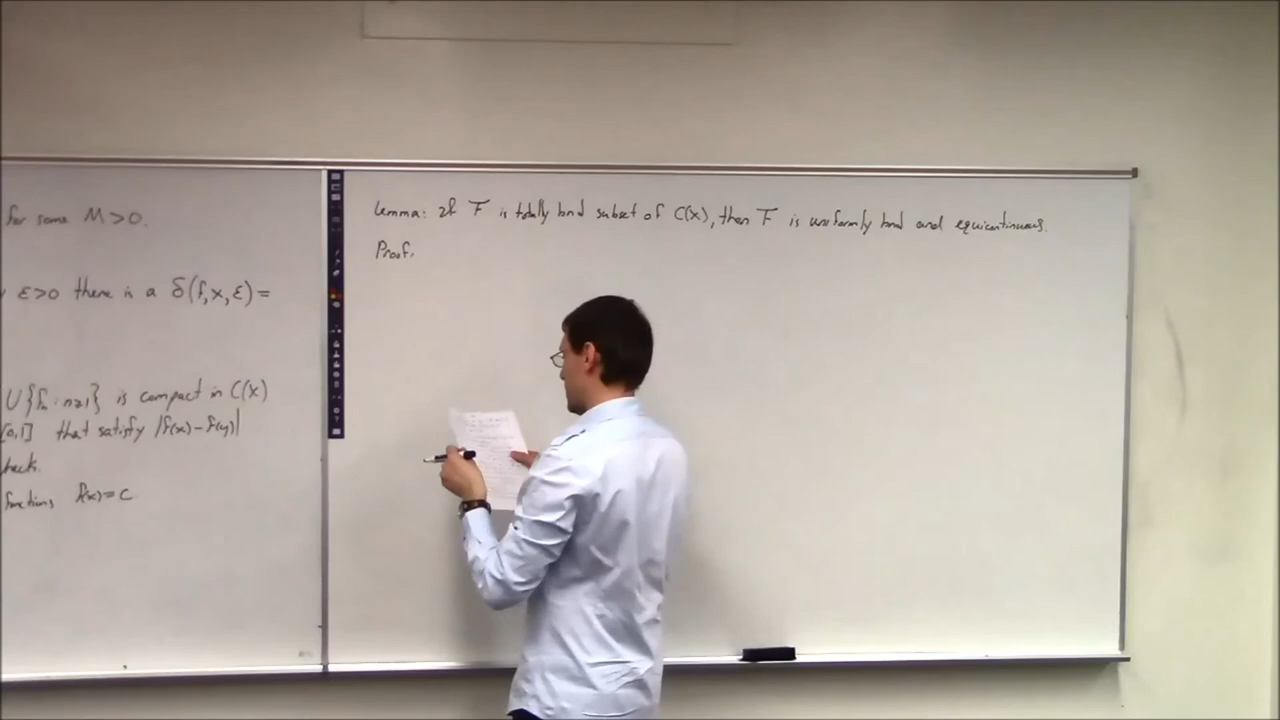 for some M>0.
ε>0 there is a δ(f,x,ε)=
∪{fₙ : n≥1} is compact in C(X)
[0,1] that satisfy |f(x)-f(y)|
heck.
functions f(x)=c
Lemma: If F is totally bnd subset of C(X), then F is uniformly bnd and equicontinuous.
Proof.